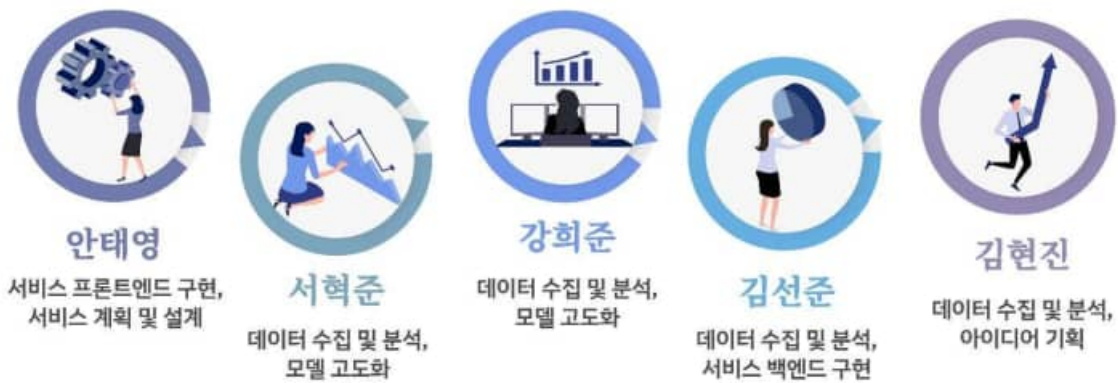 안태영
서비스 프론트엔드 구현,
서비스 계획 및 설계
서혁준
데이터 수집 및 분석,
모델 고도화
강희준
데이터 수집 및 분석,
모델 고도화
김선준
데이터 수집 및 분석,
서비스 백엔드 구현
김현진
데이터 수집 및 분석,
아이디어 기획